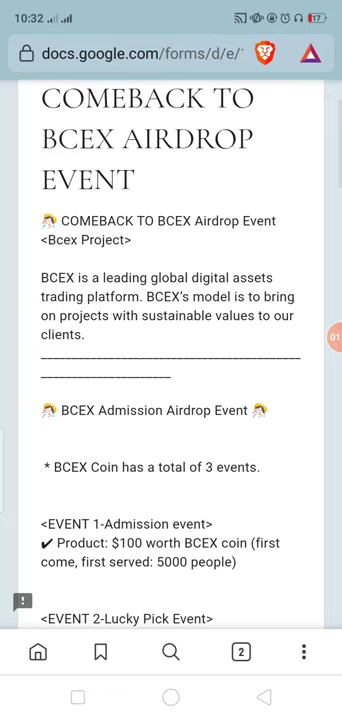 10:32
17
docs.google.com/forms/d/e/
COMEBACK TO
BCEX AIRDROP
EVENT
COMEBACK TO BCEX Airdrop Event
<Bcex Project>
BCEX is a leading global digital assets
trading platform. BCEX’s model is to bring
on projects with sustainable values to our
clients.
01
BCEX Admission Airdrop Event
* BCEX Coin has a total of 3 events.
<EVENT 1-Admission event>
✔ Product: $100 worth BCEX coin (first
come, first served: 5000 people)
<EVENT 2-Lucky Pick Event>
2